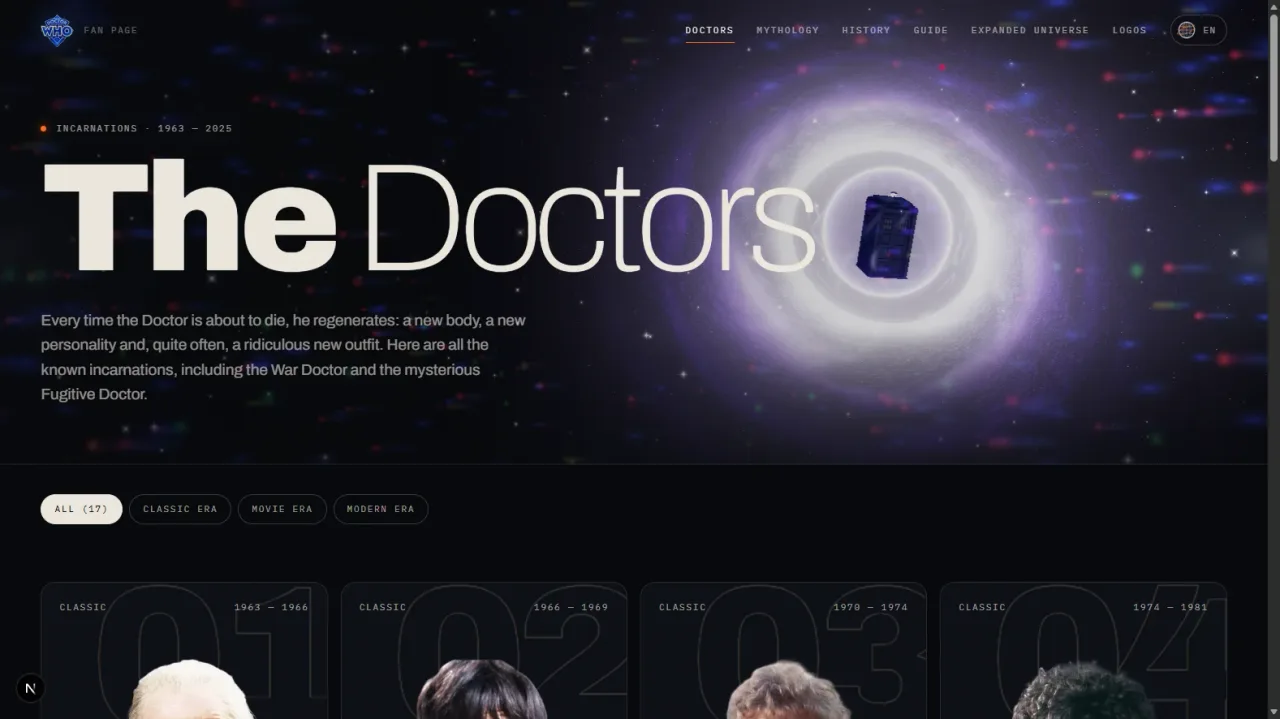 WHO FAN PAGE
DOCTORS MYTHOLOGY HISTORY GUIDE EXPANDED UNIVERSE LOGOS EN
INCARNATIONS · 1963 — 2025
The Doctors
Every time the Doctor is about to die, he regenerates: a new body, a new
personality and, quite often, a ridiculous new outfit. Here are all the
known incarnations, including the War Doctor and the mysterious
Fugitive Doctor.
ALL (17) CLASSIC ERA MOVIE ERA MODERN ERA
CLASSIC 1963 — 1966
01
CLASSIC 1966 — 1969
02
CLASSIC 1970 — 1974
03
CLASSIC 1974 — 1981
04
N